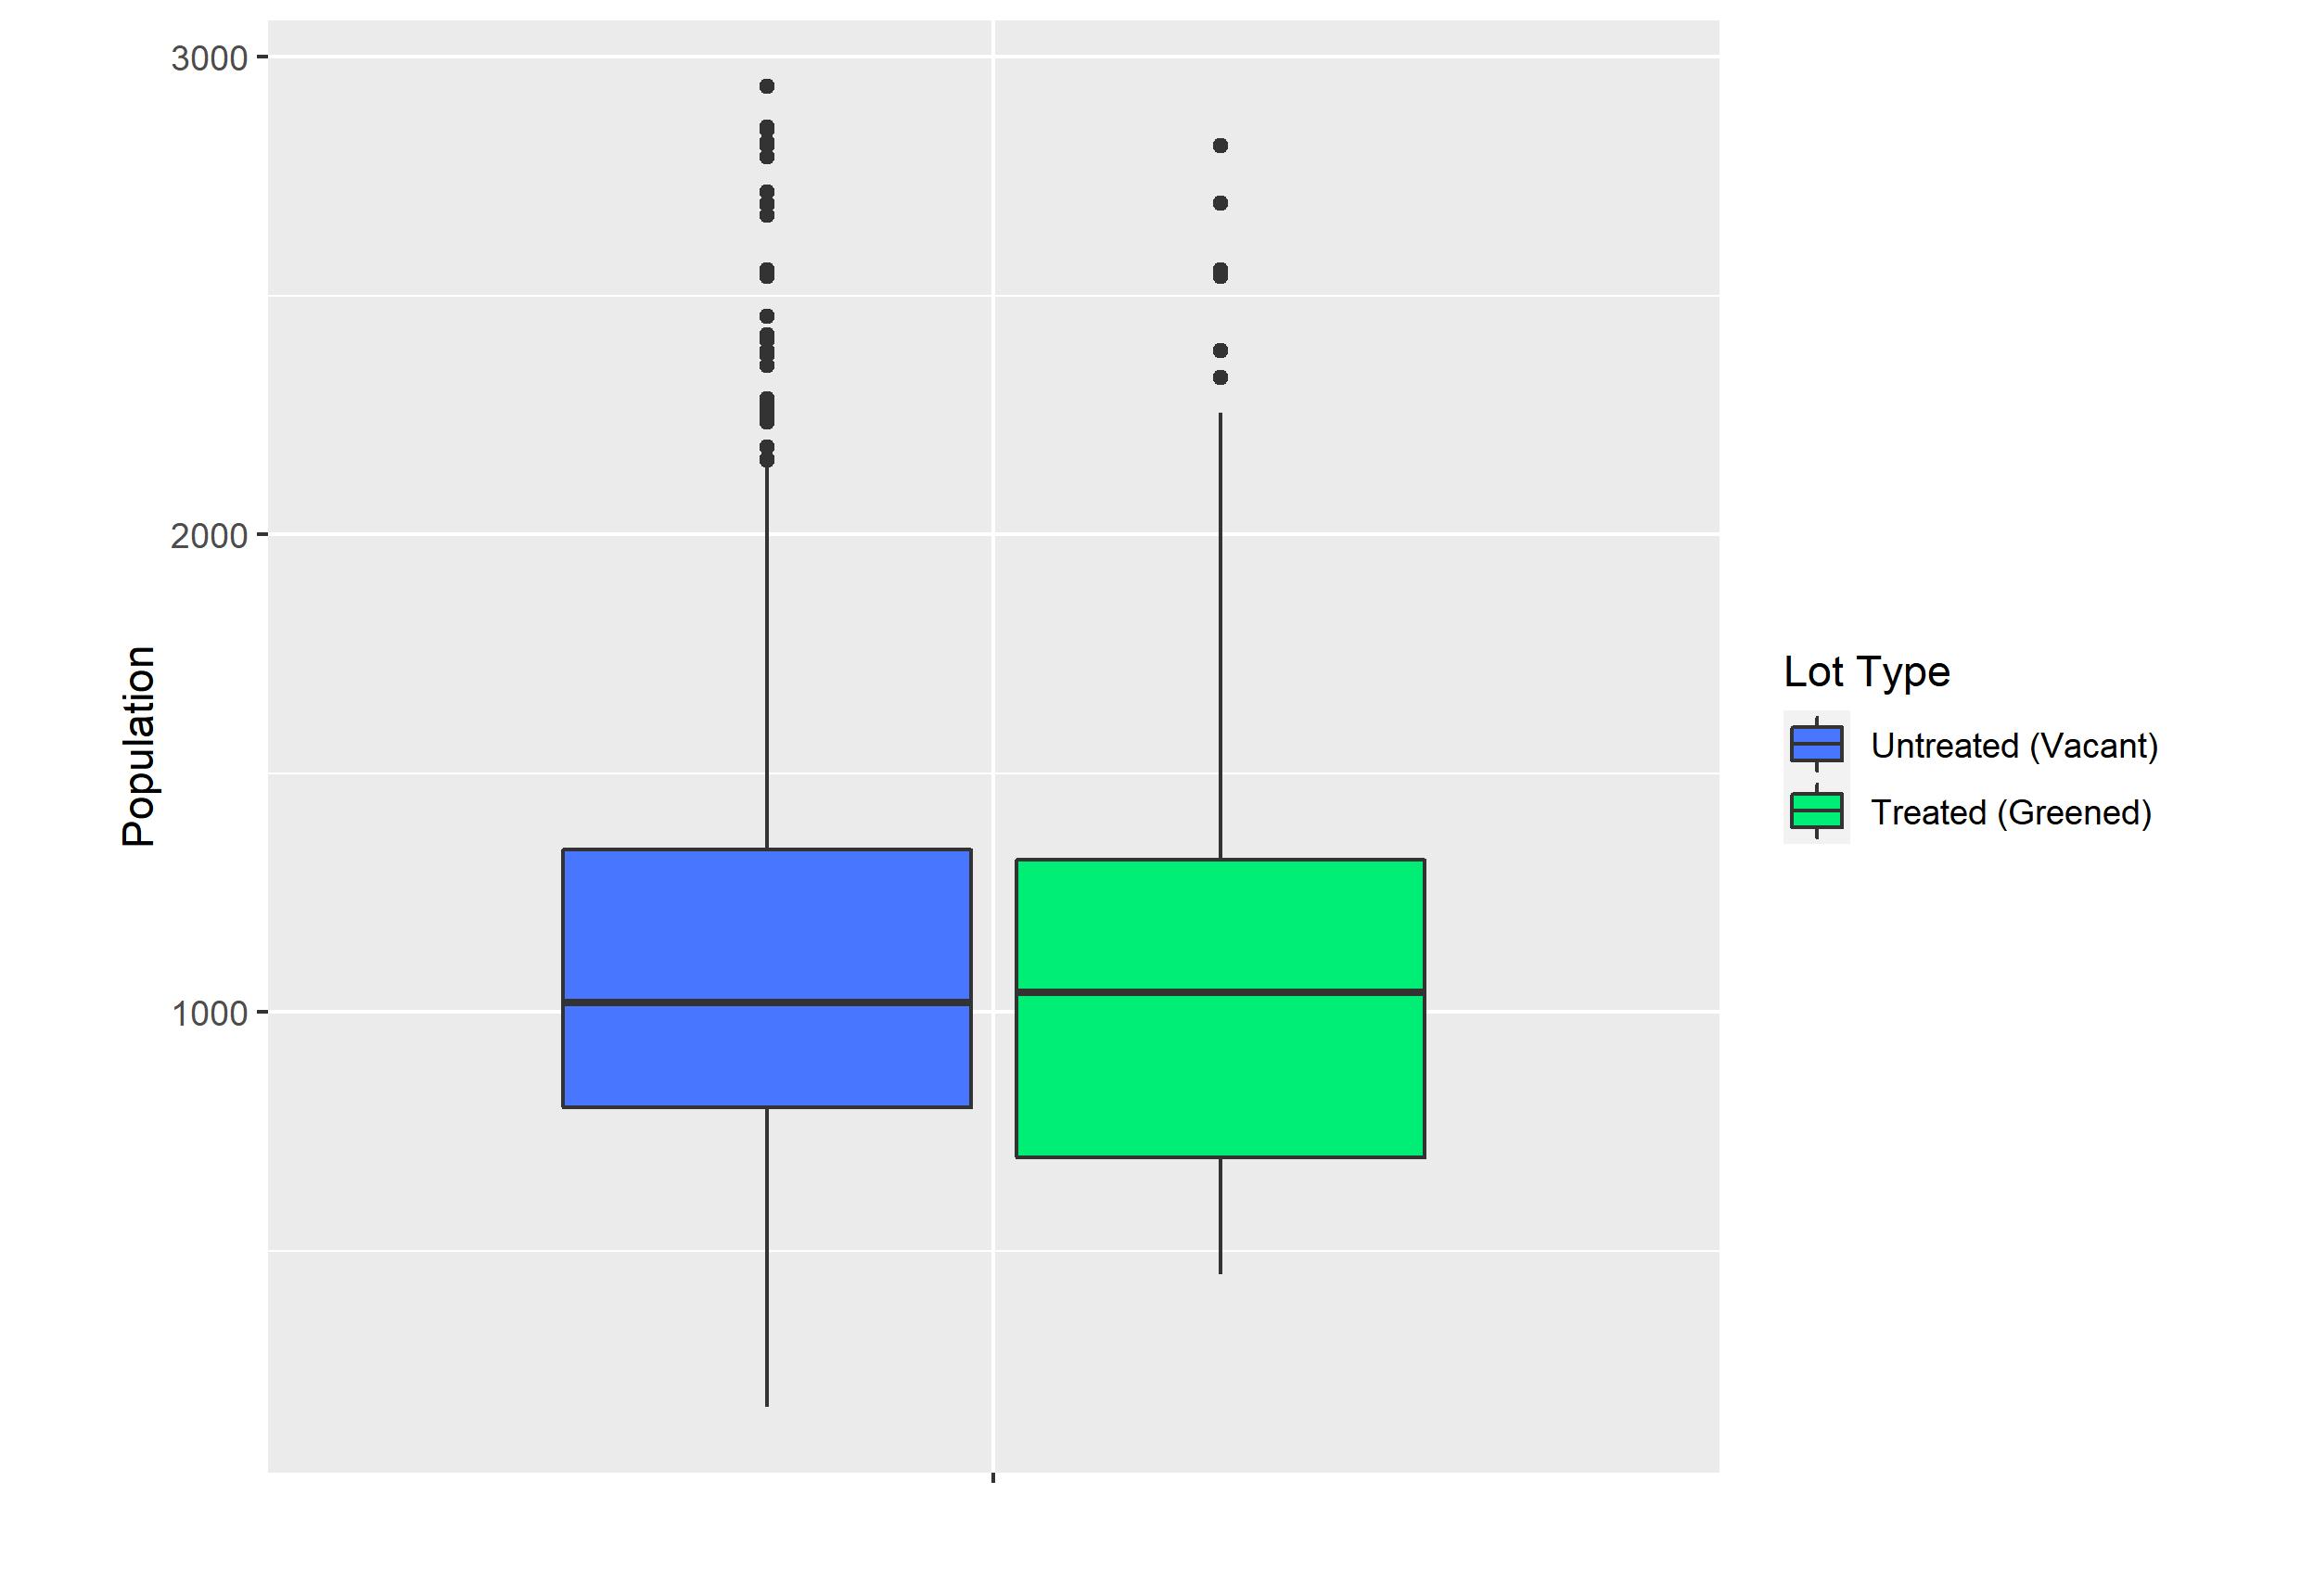 3000
2000
1000
Population
Lot Type
Untreated (Vacant)
Treated (Greened)